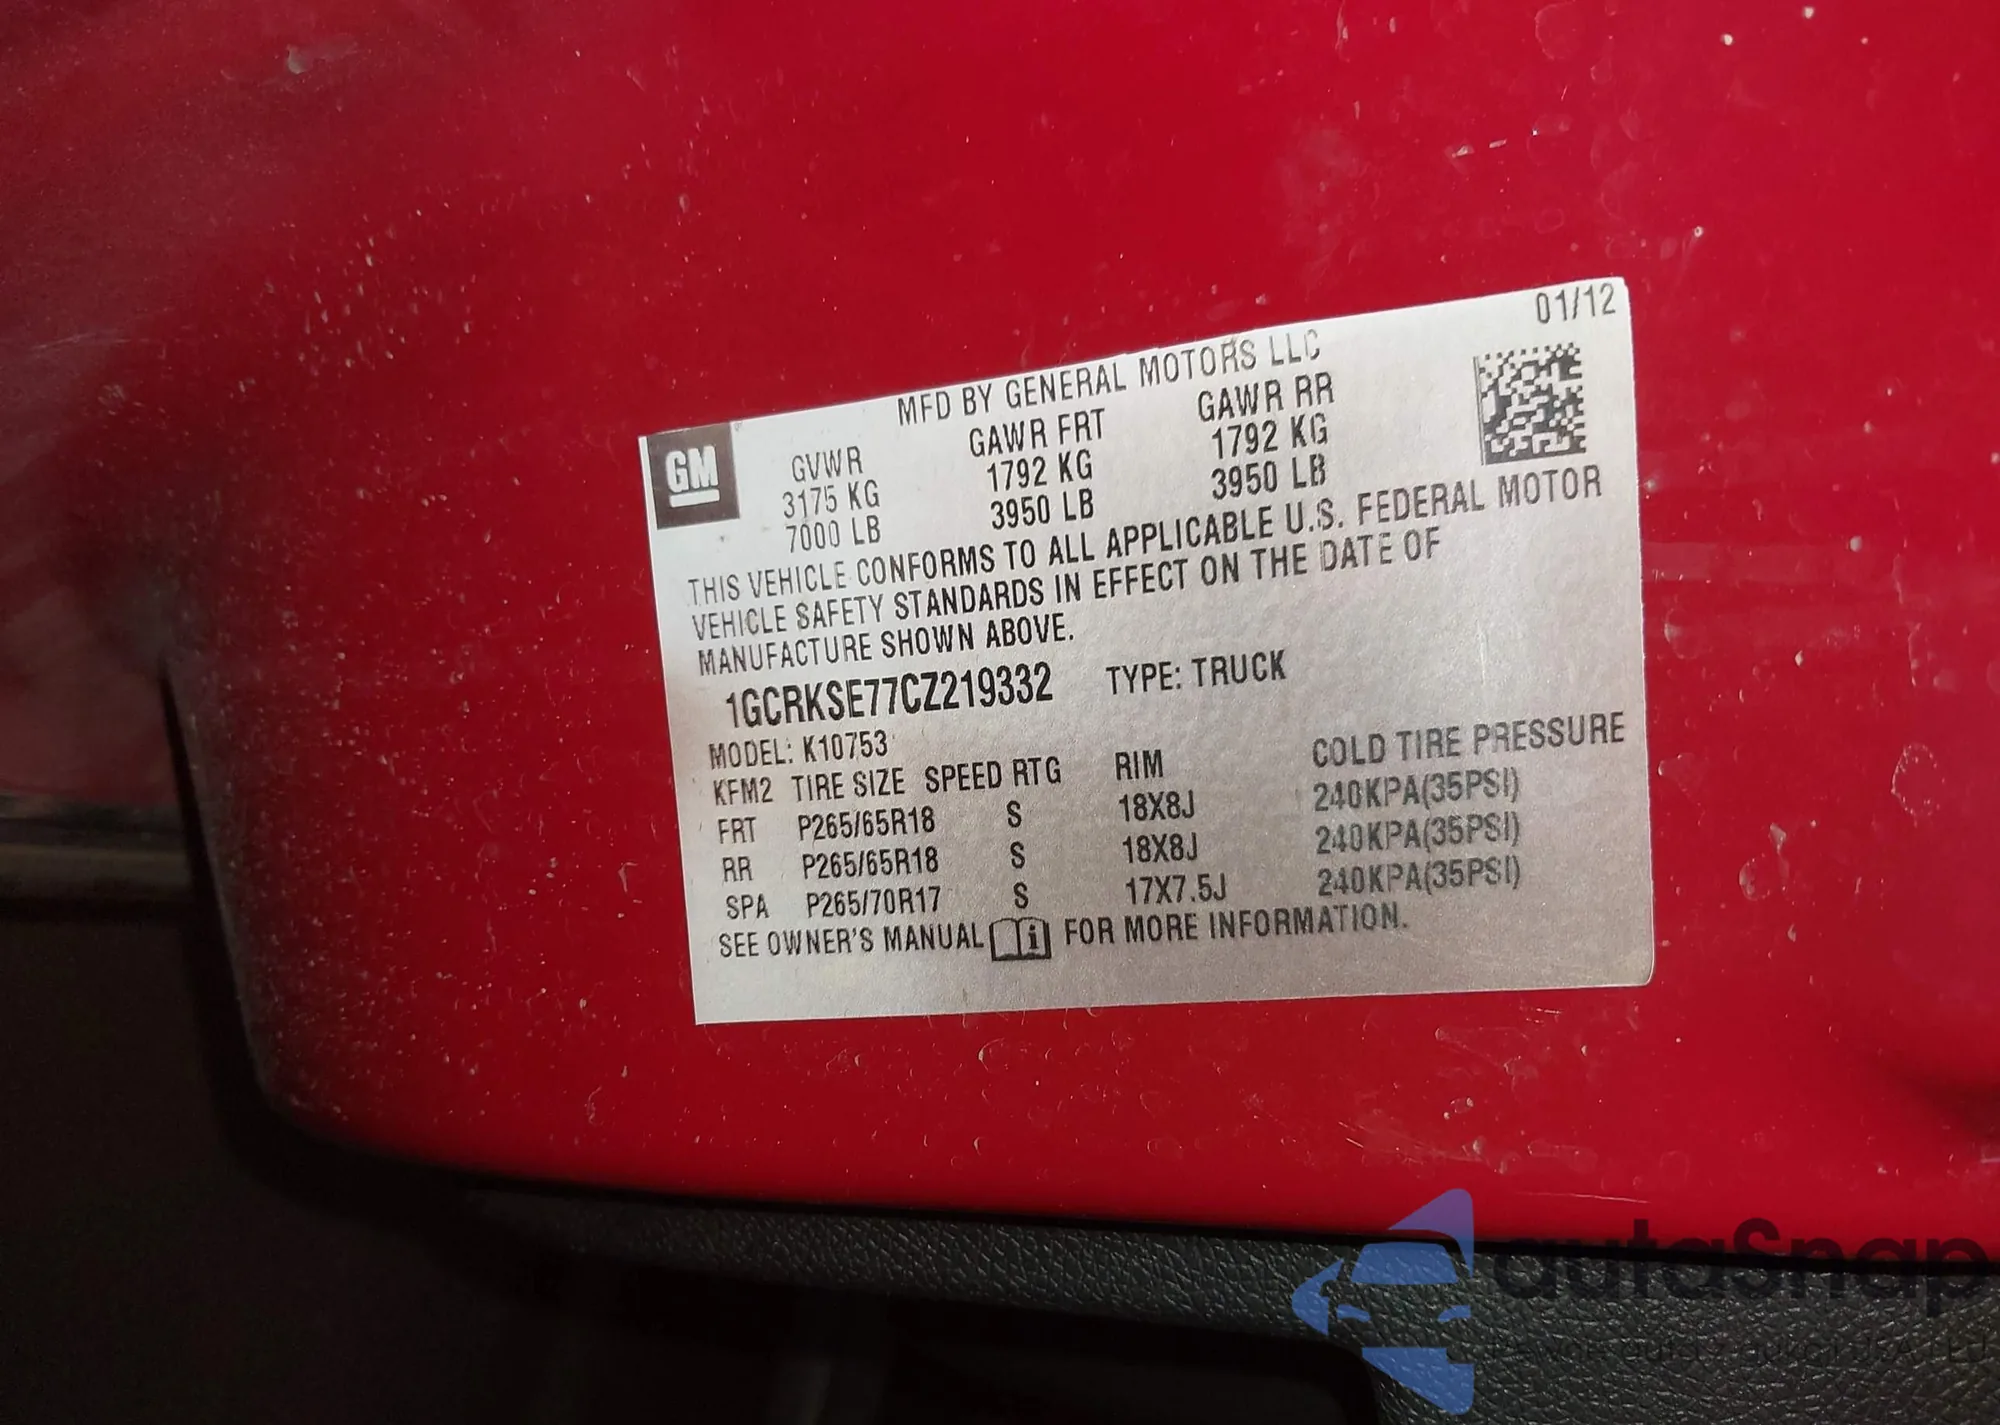 01/12
MFD BY GENERAL MOTORS LLC
GM
GVWR GAWR FRT GAWR RR
3175 KG 1792 KG 1792 KG
7000 LB 3950 LB 3950 LB
THIS VEHICLE CONFORMS TO ALL APPLICABLE U.S. FEDERAL MOTOR
VEHICLE SAFETY STANDARDS IN EFFECT ON THE DATE OF
MANUFACTURE SHOWN ABOVE.
1GCRKSE77CZ219332 TYPE: TRUCK
MODEL: K10753
KFM2 TIRE SIZE SPEED RTG RIM COLD TIRE PRESSURE
FRT P265/65R18 S 18X8J 240KPA(35PSI)
RR P265/65R18 S 18X8J 240KPA(35PSI)
SPA P265/70R17 S 17X7.5J 240KPA(35PSI)
SEE OWNER'S MANUAL i FOR MORE INFORMATION.
autoSnap